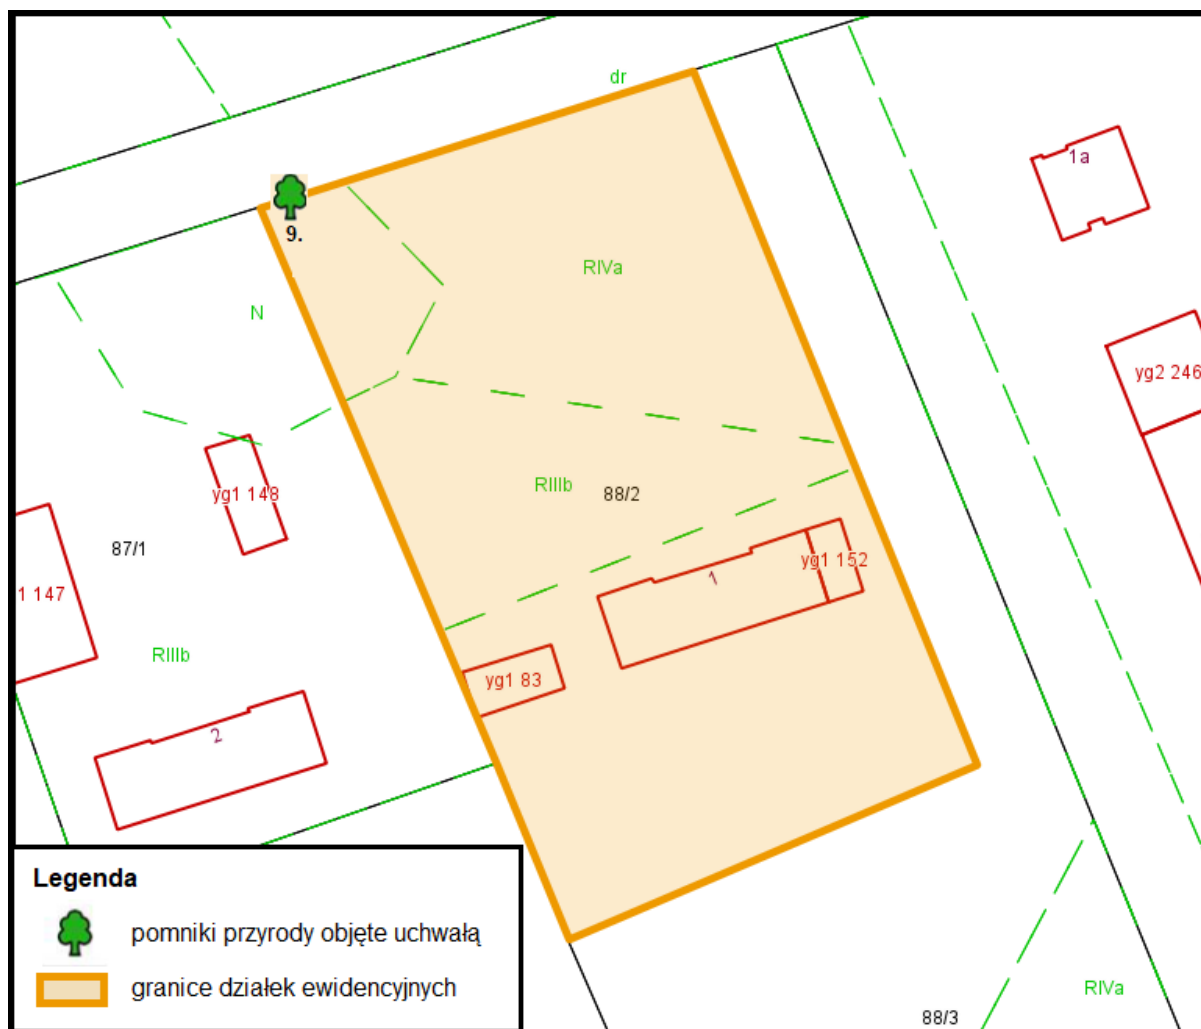 dr
1a
9.
RIVa
N
yg2 246
RIIIb
88/2
yg1 148
87/1
1
yg1 152
1 147
RIIIb
yg1 83
2
Legenda
pomniki przyrody objęte uchwałą
granice działek ewidencyjnych
RIVa
88/3